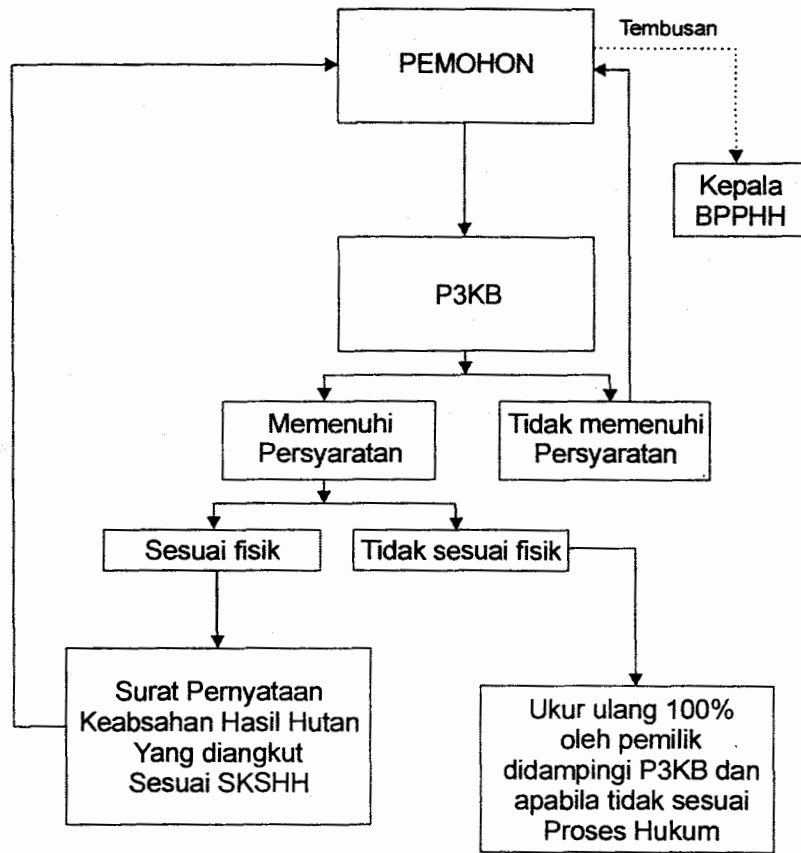 Tembusan
PEMOHON
Kepala
BPPHH
P3KB
Memenuhi
Persyaratan
Tidak memenuhi
Persyaratan
Sesuai fisik
Tidak sesuai fisik
Surat Pernyataan
Keabsahan Hasil Hutan
Yang diangkut
Sesuai SKSHH
Ukur ulang 100%
oleh pemilik
didampingi P3KB dan
apabila tidak sesuai
Proses Hukum